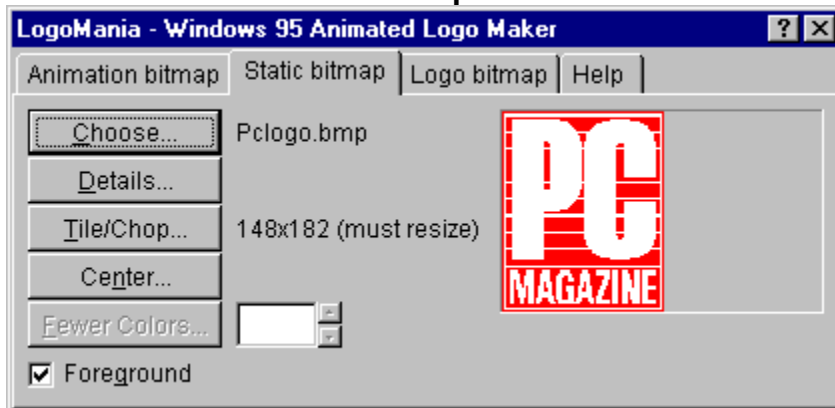 LogoMania - Windows 95 Animated Logo Maker
Animation bitmap Static bitmap Logo bitmap Help
Choose... Pclogo.bmp
Details...
Tile/Chop... 148x182 (must resize)
Center...
Fewer Colors...
Foreground
PC
MAGAZINE